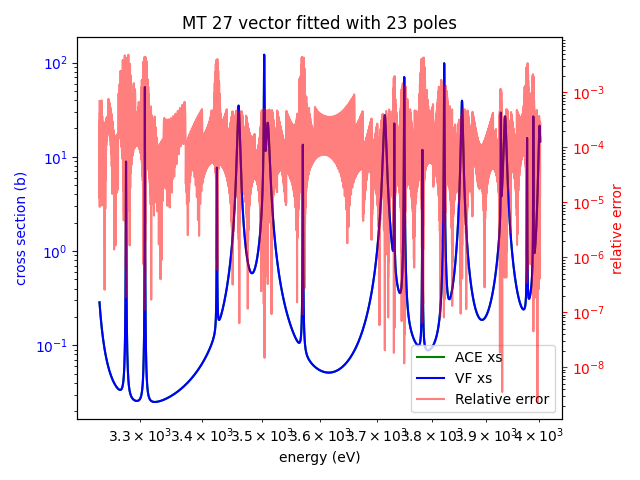 MT 27 vector fitted with 23 poles
cross section (b)
10²
10¹
10⁰
10⁻¹
relative error
10⁻³
10⁻⁴
10⁻⁵
10⁻⁶
10⁻⁷
10⁻⁸
ACE xs
VF xs
Relative error
3.3 × 10³ 3.4 × 10³ 3.5 × 10³ 3.6 × 10³ 3.7 × 10³ 3.8 × 10³ 3.9 × 10³ 4 × 10³
energy (eV)